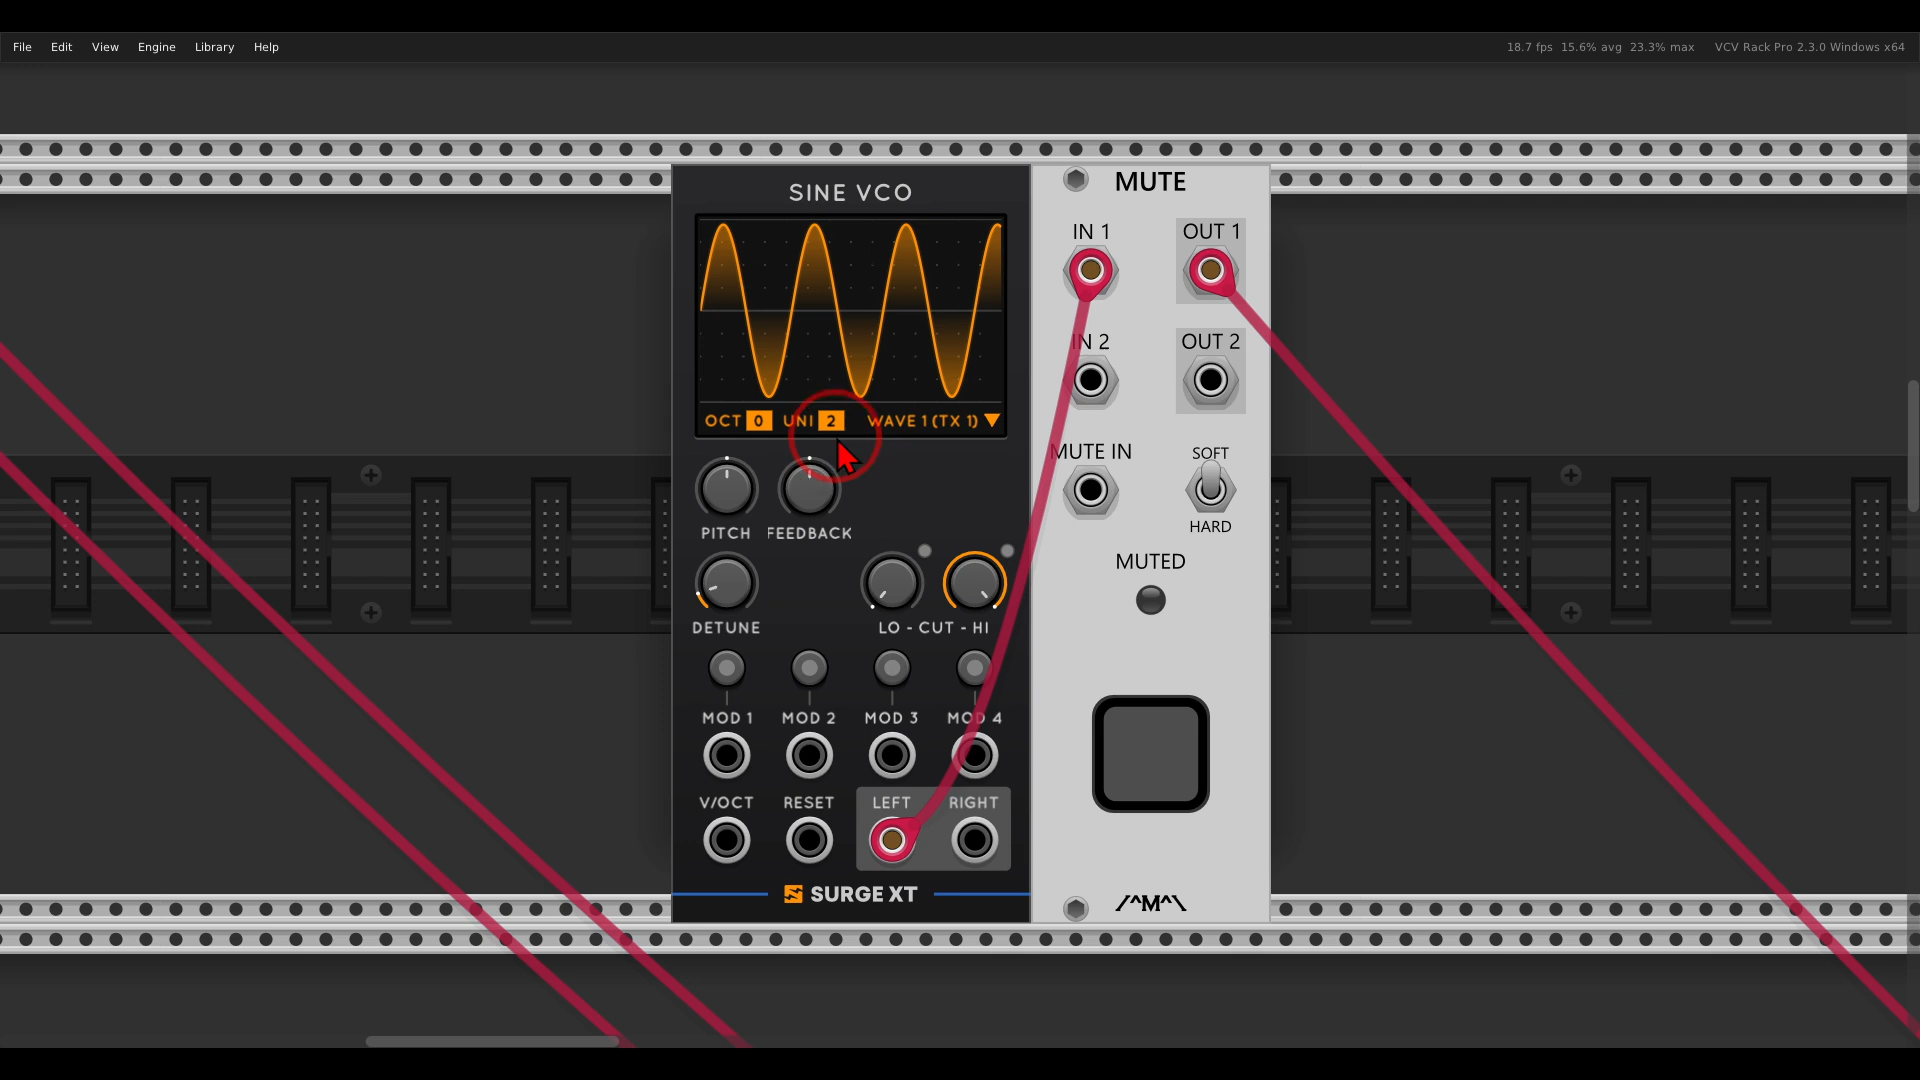 File Edit View Engine Library Help
18.7 fps 15.6% avg 23.3% max VCV Rack Pro 2.3.0 Windows x64
SINE VCO
OCT 0 UNI 2 WAVE 1 (TX 1)
PITCH FEEDBACK
DETUNE LO - CUT - HI
MOD 1 MOD 2 MOD 3 MOD 4
V/OCT RESET LEFT RIGHT
SURGE XT
MUTE
IN 1 OUT 1
IN 2 OUT 2
MUTE IN SOFT
HARD
MUTED
/^M^\